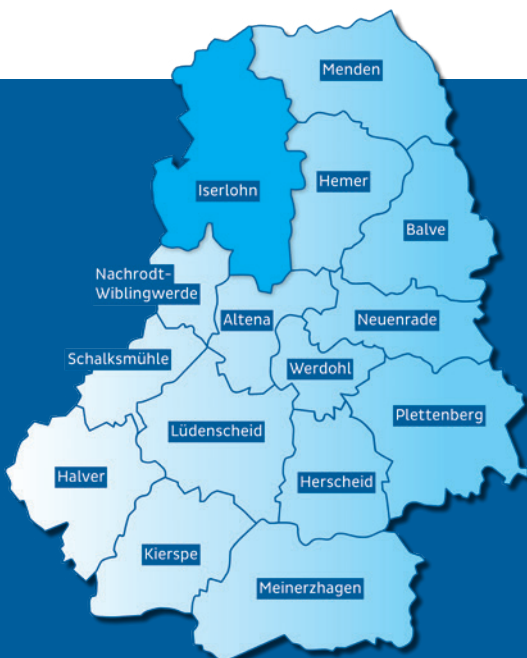 Menden
Hemer
Iserlohn
Balve
Nachrodt-
Wiblingwerde
Altena
Neuenrade
Schalksmühle
Werdohl
Plettenberg
Lüdenscheid
Halver
Herscheid
Kierspe
Meinerzhagen